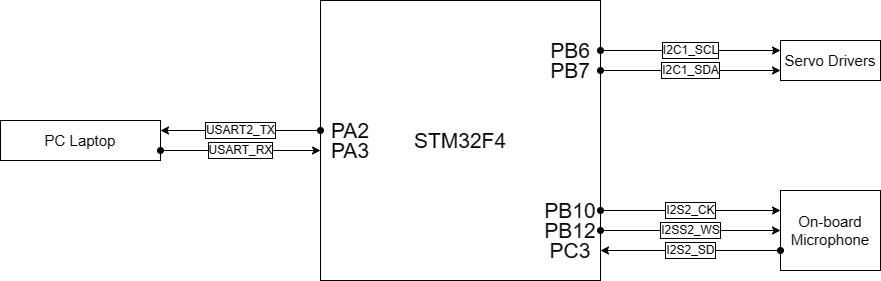 PB6
I2C1_SCL
PB7
I2C1_SDA
Servo Drivers
PC Laptop
USART2_TX
USART_RX
PA2
PA3
STM32F4
PB10
I2S2_CK
PB12
I2SS2_WS
PC3
I2S2_SD
On-board
Microphone